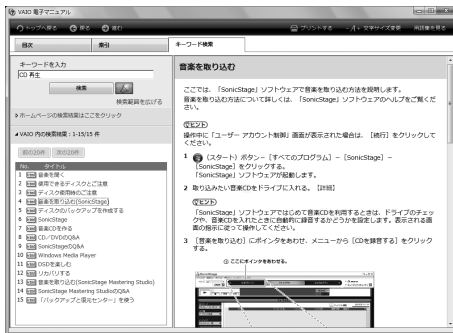 VAIO 電子マニュアル
トップへ戻る 戻る 進む プリントする -/+ 文字サイズ変更 用語集を見る
目次 索引 キーワード検索
キーワードを入力
CD 再生
検索
検索範囲を広げる
ホームページの検索結果はここをクリック
VAIO 内の検索結果：1-15/15 件
前の20件 次の20件
No. タイトル
1 音楽を聞く
2 使用できるディスクとご注意
3 ディスク使用時のご注意
4 音楽を取り込む(SonicStage)
5 ディスクのバックアップを作成する
6 SonicStage
7 音楽CDを作る
8 CD／DVDのQ&A
9 SonicStageのQ&A
10 Windows Media Player
11 DSDを楽しむ
12 リカバリする
13 音楽を取り込む(SonicStage Mastering Studio)
14 SonicStage Mastering StudioのQ&A
15 「バックアップと復元センター」を使う
音楽を取り込む
ここでは、「SonicStage」ソフトウェアで音楽を取り込む方法を説明します。
音楽を取り込む方法について詳しくは、「SonicStage」ソフトウェアのヘルプをご覧くだ
さい。
ヒント
操作中に「ユーザー アカウント制御」画面が表示された場合は、［続行］をクリックして
ください。
1 （スタート）ボタン－［すべてのプログラム］－［SonicStage］－
［SonicStage］をクリックする。
「SonicStage」ソフトウェアが起動します。
2 取り込みたい音楽CDをドライブに入れる。【詳細】
ヒント
「SonicStage」ソフトウェアではじめて音楽CDを利用するときは、ドライブのチェッ
クや、音楽CDを入れたときに自動的に録音するかどうかを設定します。表示される画
面の指示に従って操作してください。
3 ［音楽を取り込む］にポインタをあわせ、メニューから［CDを録音する］をクリック
する。
① ここにポインタをあわせる。